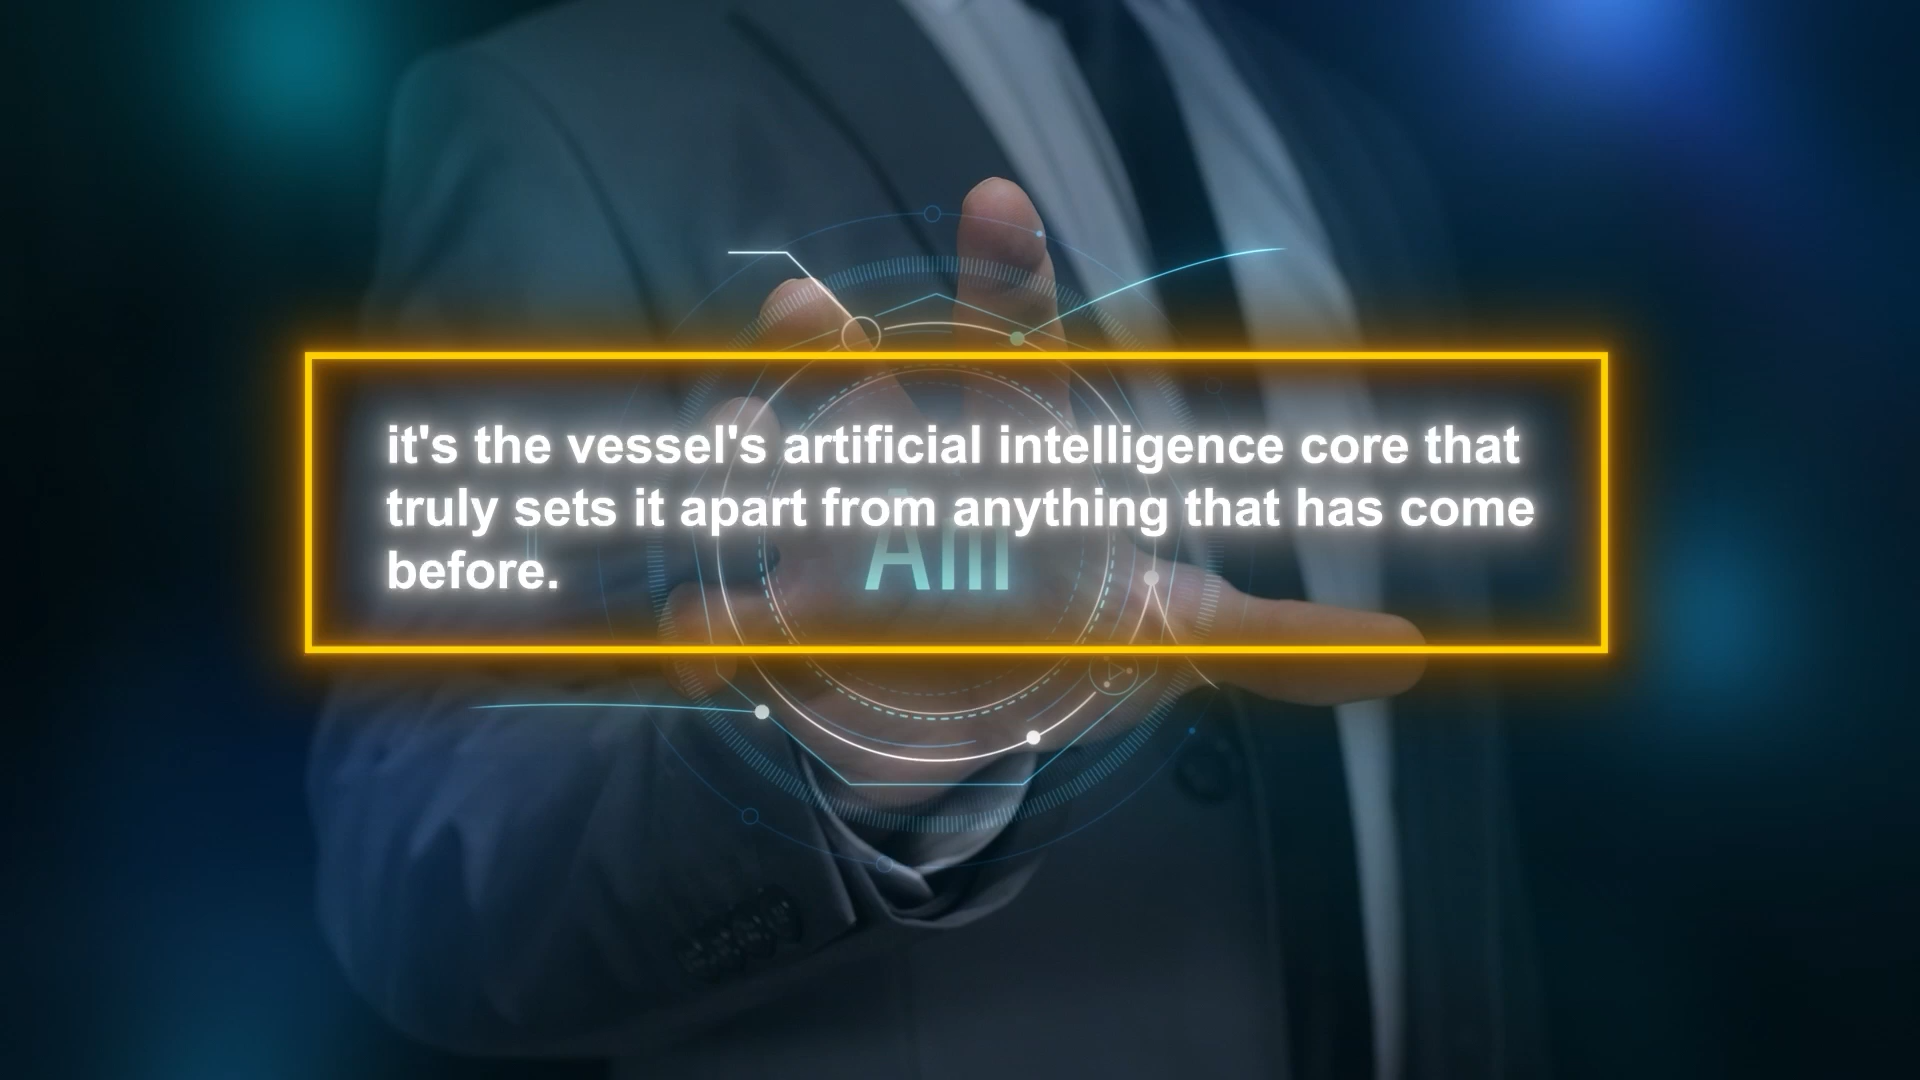 it's the vessel's artificial intelligence core that
truly sets it apart from anything that has come
before.